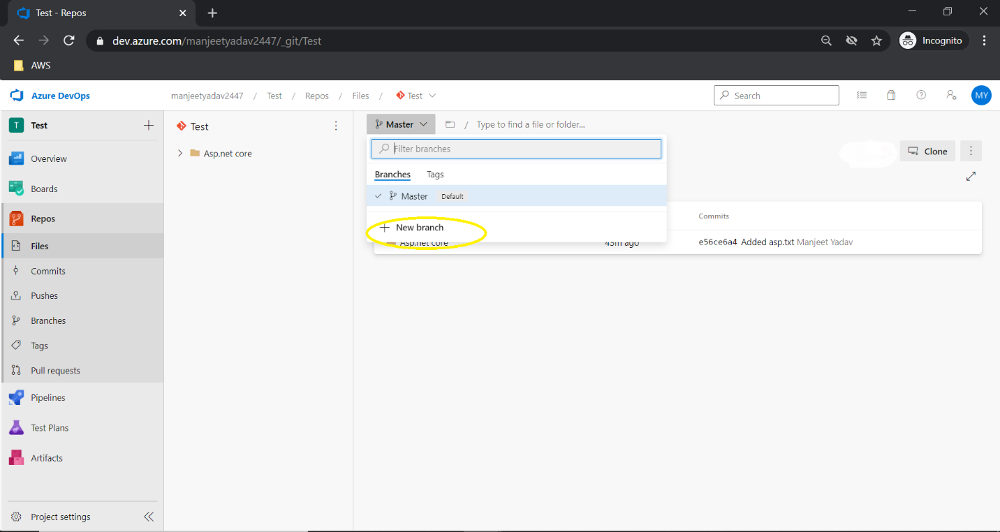 Test - Repos
dev.azure.com/manjeetyadav2447/_git/Test
Incognito
AWS
Azure DevOps
manjeetyadav2447 / Test / Repos / Files / Test
Search
MY
T Test
Overview
Boards
Repos
Files
Commits
Pushes
Branches
Tags
Pull requests
Pipelines
Test Plans
Artifacts
Project settings
Test
Asp.net core
Master / Type to find a file or folder...
Filter branches
Branches Tags
Master Default
New branch
Clone
Commits
Asp.net core 43m ago e56ce6a4 Added asp.txt Manjeet Yadav